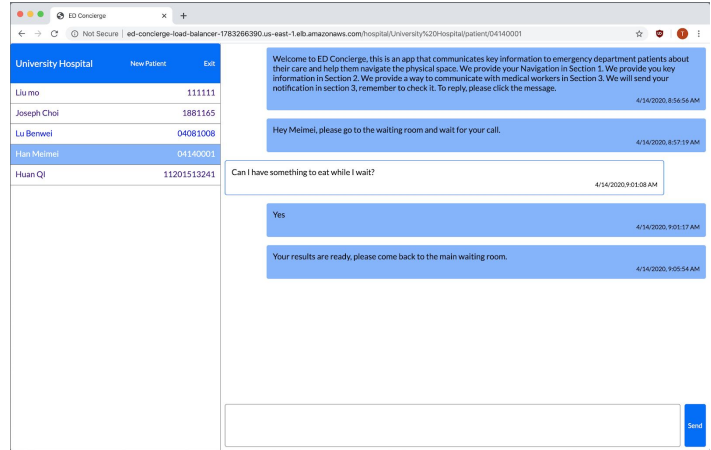 ED Concierge
Not Secure | ed-concierge-load-balancer-1783266390.us-east-1.elb.amazonaws.com/hospital/University%20Hospital/patient/04140001
T
University Hospital New Patient Exit
Liu mo 111111
Joseph Choi 1881165
Lu Benwei 04081008
Han Meimei 04140001
Huan QI 11201513241
Welcome to ED Concierge, this is an app that communicates key information to emergency department patients about
their care and help them navigate the physical space. We provide your Navigation in Section 1. We provide you key
information in Section 2. We provide a way to communicate with medical workers in Section 3. We will send your
notification in section 3, remember to check it. To reply, please click the message.
4/14/2020, 8:56:56 AM
Hey Meimei, please go to the waiting room and wait for your call.
4/14/2020, 8:57:19 AM
Can I have something to eat while I wait?
4/14/2020,9:01:08 AM
Yes
4/14/2020, 9:01:17 AM
Your results are ready, please come back to the main waiting room.
4/14/2020, 9:05:54 AM
Send